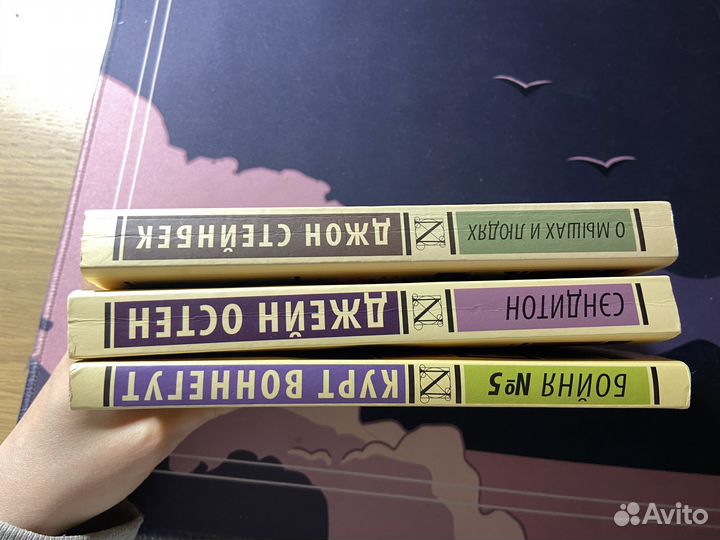 ДЖОН СТЕЙНБЕК N О МЫШАХ И ЛЮДЯХ
ДЖЕЙН ОСТЕН N СЭНДИТОН
КУРТ ВОННЕГУТ N БОЙНЯ №5
Avito